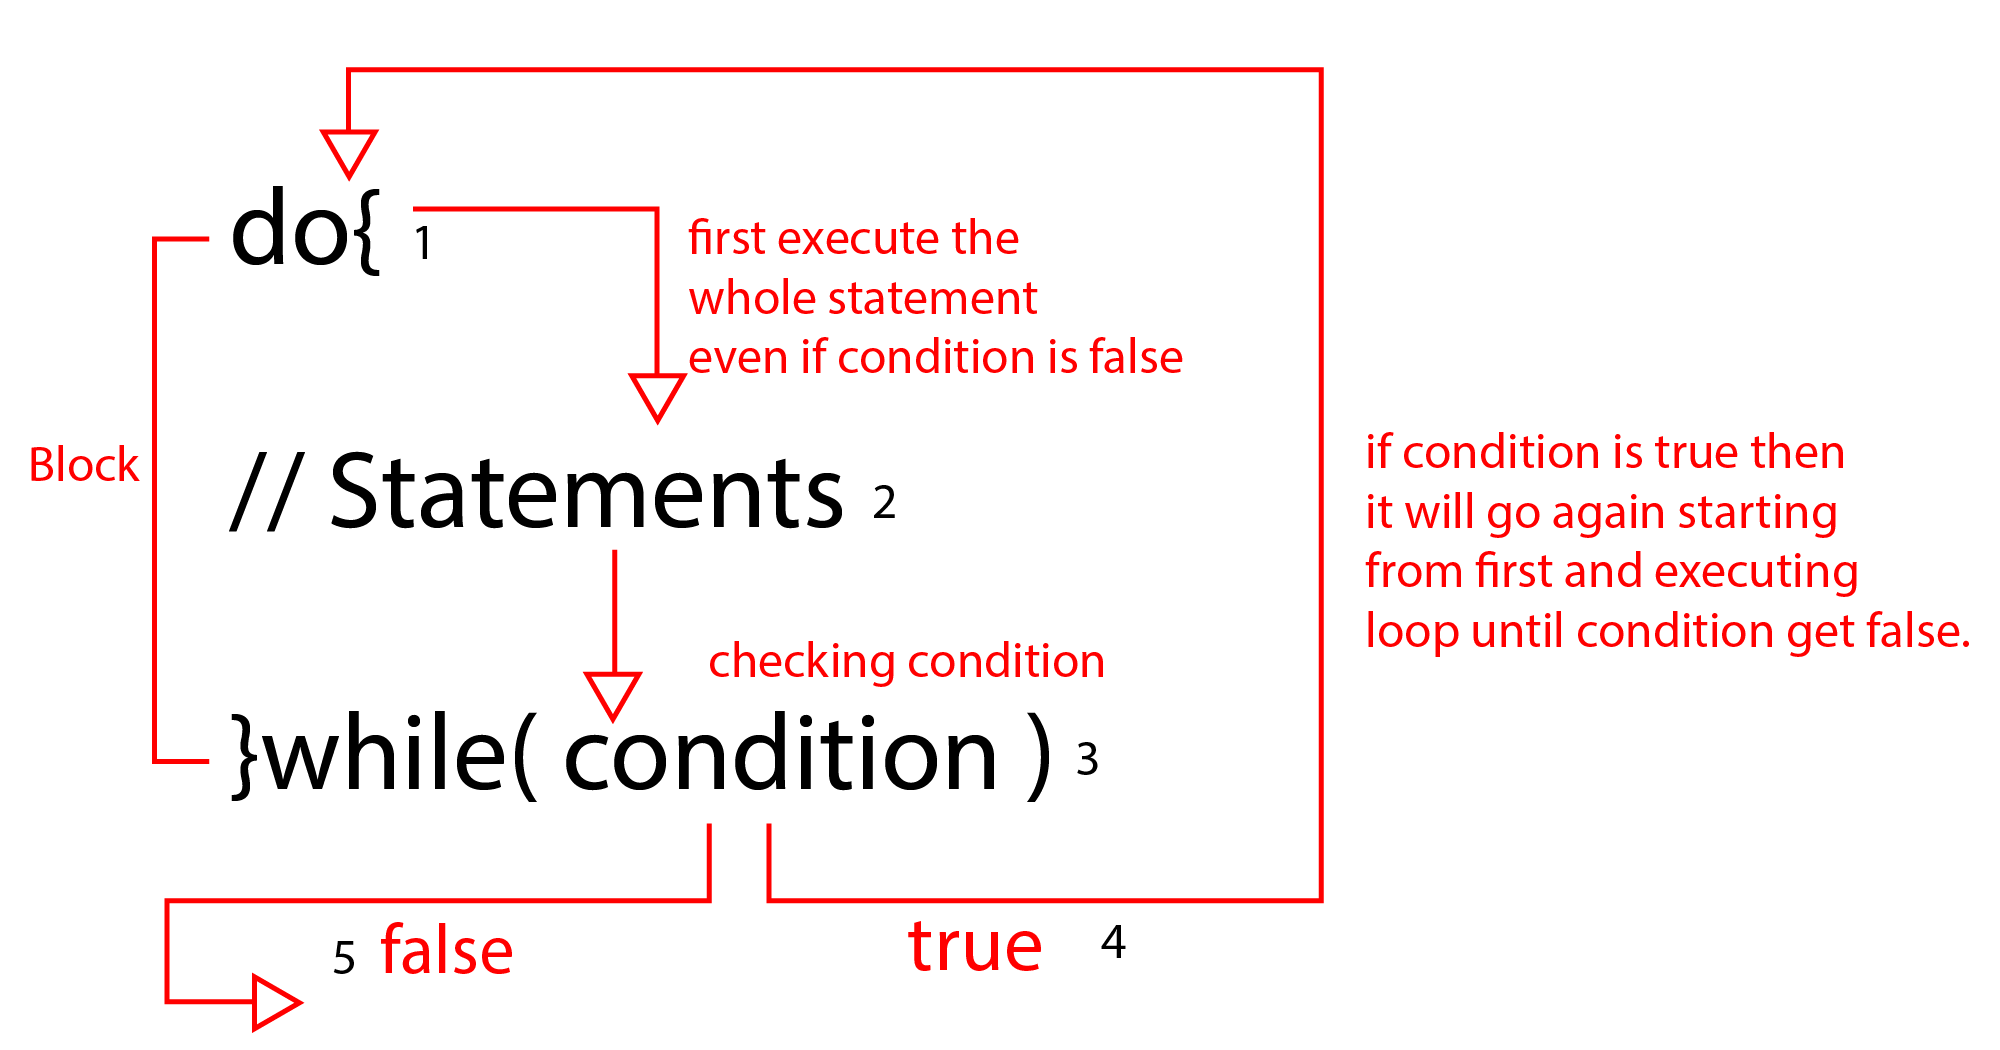 do{ 1
first execute the
whole statement
even if condition is false
Block
// Statements 2
if condition is true then
it will go again starting
from first and executing
loop until condition get false.
checking condition
}while( condition ) 3
5 false
true 4